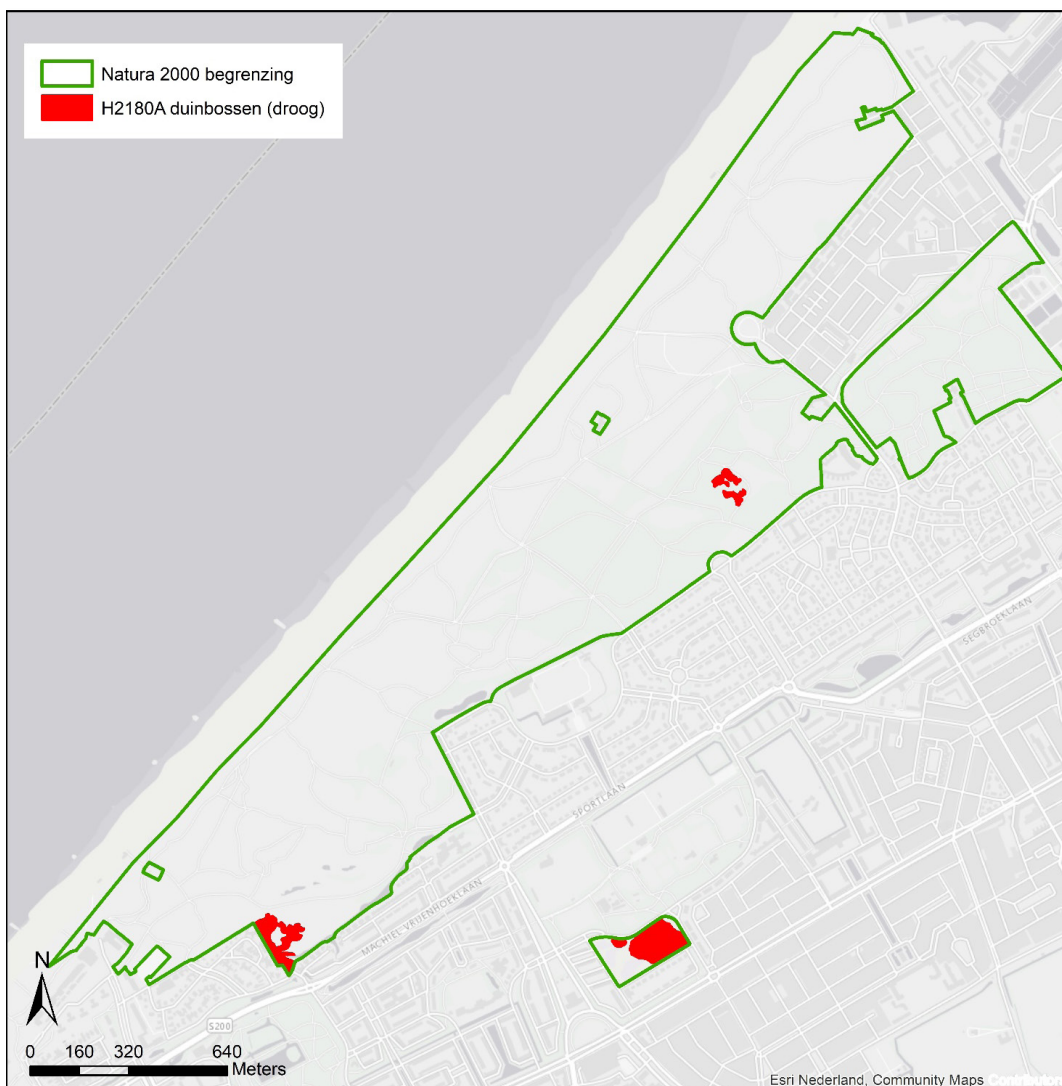 Natura 2000 begrenzing
H2180A duinbossen (droog)
SEGBROEKLAAN
SPORTLAAN
MACHIEL VRIJENHOEKLAAN
N
S200
0 160 320 640
Meters
Esri Nederland, Community Maps Contributors